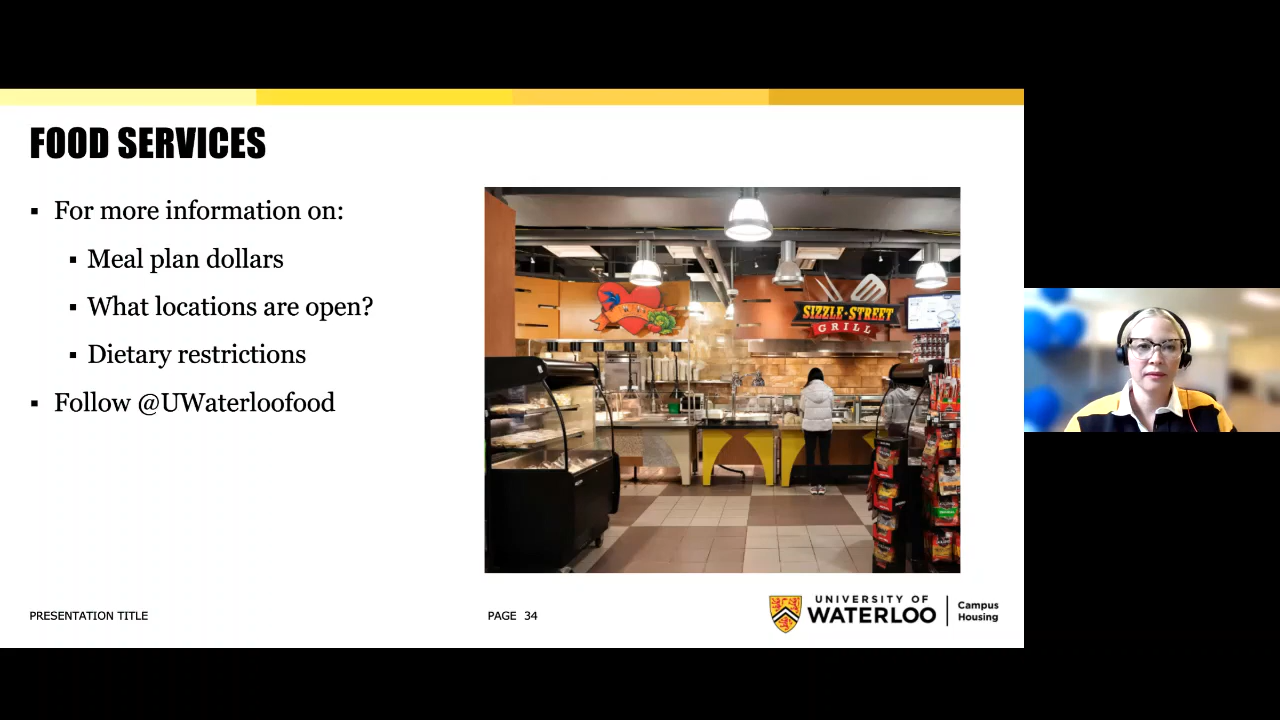 FOOD SERVICES
▪ For more information on:
▪ Meal plan dollars
▪ What locations are open?
▪ Dietary restrictions
▪ Follow @UWaterloofood
SIZZLE-STREET
GRILL
PRESENTATION TITLE
PAGE 34
UNIVERSITY OF
WATERLOO
Campus
Housing